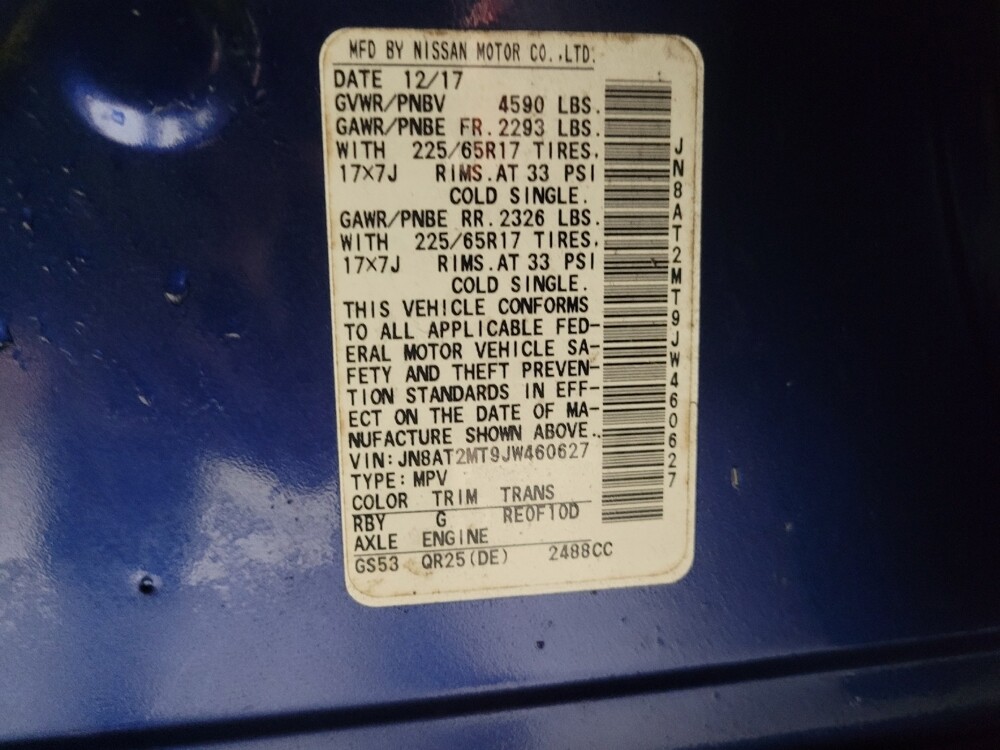 MFD BY NISSAN MOTOR CO.,LTD.
DATE 12/17
GVWR/PNBV 4590 LBS.
GAWR/PNBE FR. 2293 LBS.
WITH 225/65R17 TIRES,
17×7J RIMS.AT 33 PSI
COLD SINGLE.
GAWR/PNBE RR. 2326 LBS.
WITH 225/65R17 TIRES,
17×7J RIMS.AT 33 PSI
COLD SINGLE.
THIS VEHICLE CONFORMS
TO ALL APPLICABLE FED-
ERAL MOTOR VEHICLE SA-
FETY AND THEFT PREVEN-
TION STANDARDS IN EFF-
ECT ON THE DATE OF MA-
NUFACTURE SHOWN ABOVE.
VIN:JN8AT2MT9JW460627
TYPE:MPV
COLOR TRIM TRANS
RBY G RE0F10D
AXLE ENGINE
GS53 QR25(DE) 2488CC
JN8AT2MT9JW460627